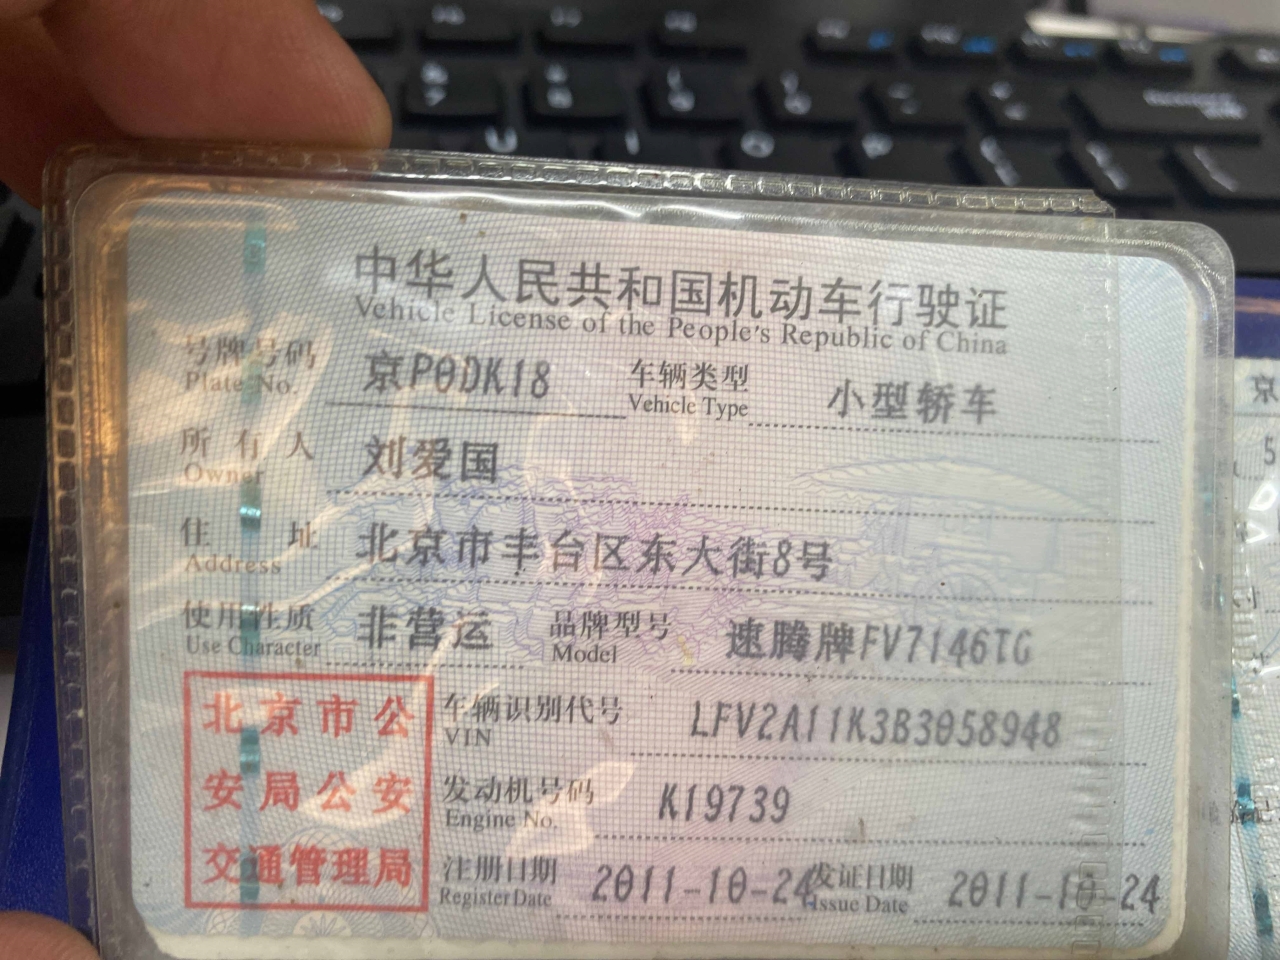 中华人民共和国机动车行驶证
Vehicle License of the People's Republic of China
号牌号码 京P0DK18 车辆类型 小型轿车
Plate No. Vehicle Type
所有人 刘爱国
Owner
住址 北京市丰台区东大街8号
Address
使用性质 非营运 品牌型号 速腾牌FV7146TG
Use Character Model
北京市公
安局公安
交通管理局
车辆识别代号 LFV2A11K3B3058948
VIN
发动机号码 K19739
Engine No.
注册日期 2011-10-24 发证日期 2011-10-24
Register Date Issue Date
京
5